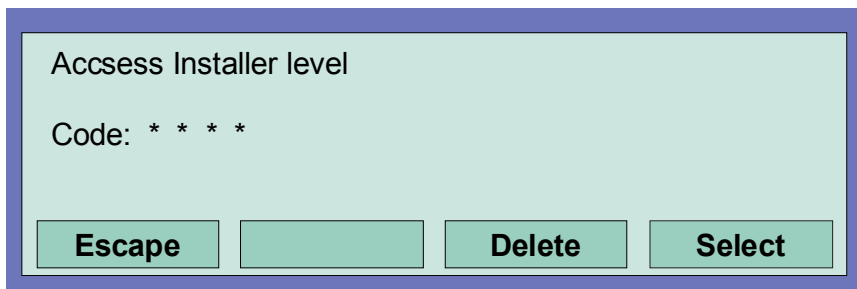 Accsess Installer level
Code: * * * *
Escape Delete Select